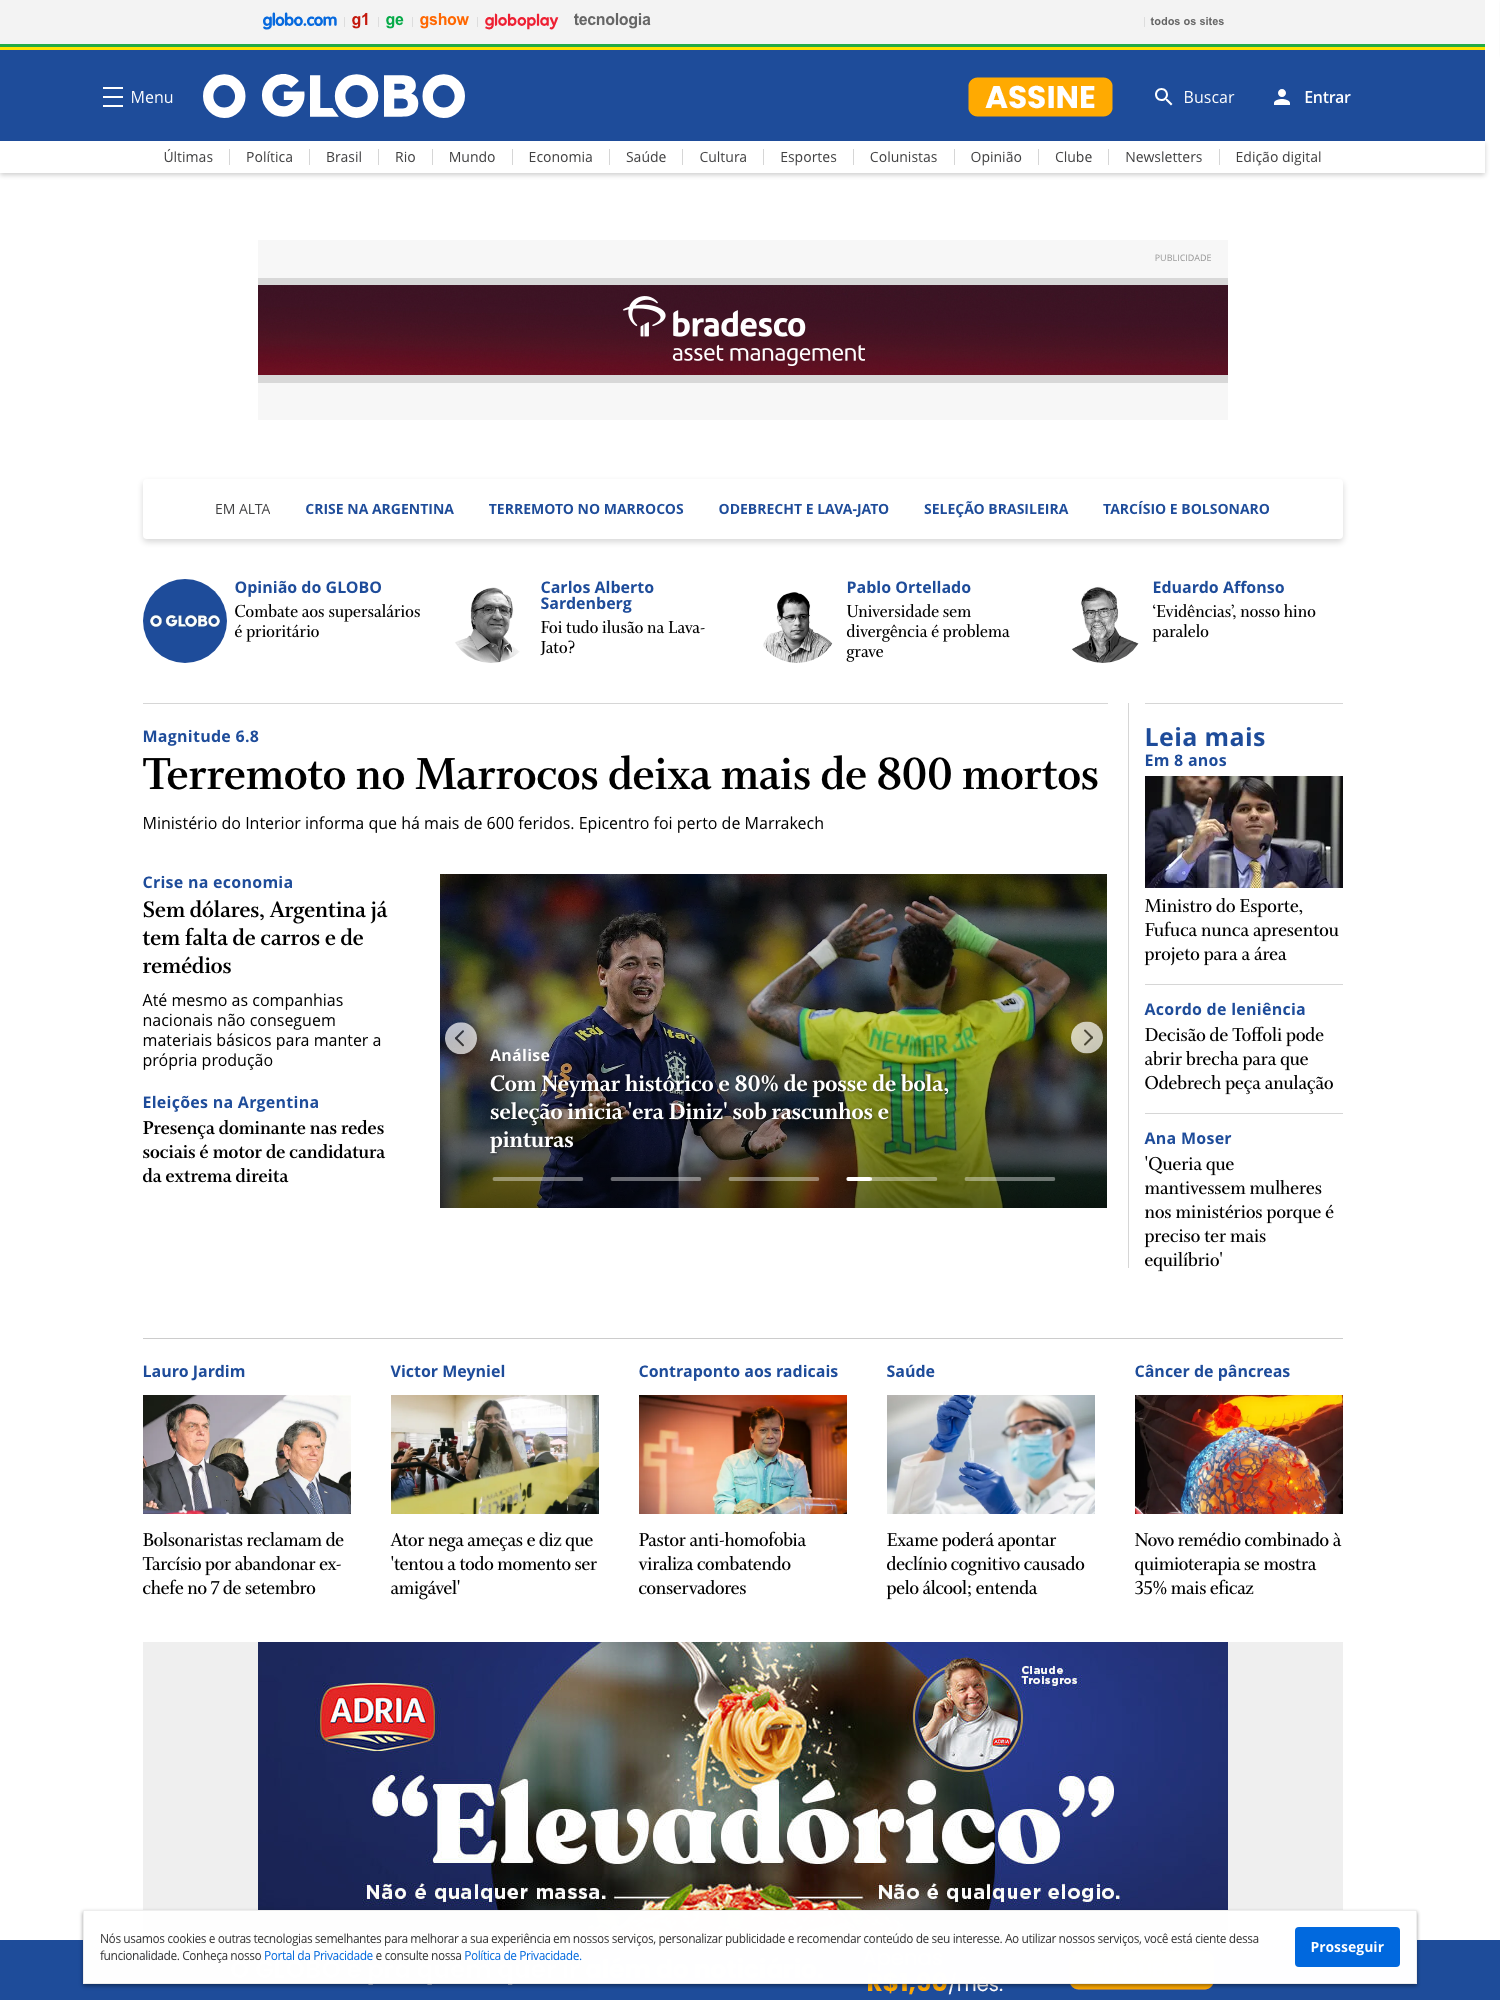 globo.com g1 ge gshow globoplay tecnologia todos os sites
Menu O GLOBO ASSINE Buscar Entrar
Últimas Política Brasil Rio Mundo Economia Saúde Cultura Esportes Colunistas Opinião Clube Newsletters Edição digital
PUBLICIDADE
bradesco
asset management
EM ALTA CRISE NA ARGENTINA TERREMOTO NO MARROCOS ODEBRECHT E LAVA-JATO SELEÇÃO BRASILEIRA TARCÍSIO E BOLSONARO
O GLOBO
Opinião do GLOBO
Combate aos supersalários
é prioritário
Carlos Alberto
Sardenberg
Foi tudo ilusão na Lava-
Jato?
Pablo Ortellado
Universidade sem
divergência é problema
grave
Eduardo Affonso
‘Evidências’, nosso hino
paralelo
Magnitude 6.8
Terremoto no Marrocos deixa mais de 800 mortos
Ministério do Interior informa que há mais de 600 feridos. Epicentro foi perto de Marrakech
Crise na economia
Sem dólares, Argentina já
tem falta de carros e de
remédios
Até mesmo as companhias
nacionais não conseguem
materiais básicos para manter a
própria produção
Eleições na Argentina
Presença dominante nas redes
sociais é motor de candidatura
da extrema direita
Itaú
Itaú
NEYMAR JR
10
Análise
Com Neymar histórico e 80% de posse de bola,
seleção inicia 'era Diniz' sob rascunhos e
pinturas
Leia mais
Em 8 anos
Ministro do Esporte,
Fufuca nunca apresentou
projeto para a área
Acordo de leniência
Decisão de Toffoli pode
abrir brecha para que
Odebrech peça anulação
Ana Moser
'Queria que
mantivessem mulheres
nos ministérios porque é
preciso ter mais
equilíbrio'
Lauro Jardim
Bolsonaristas reclamam de
Tarcísio por abandonar ex-
chefe no 7 de setembro
Victor Meyniel
Ator nega ameças e diz que
'tentou a todo momento ser
amigável'
Contraponto aos radicais
Pastor anti-homofobia
viraliza combatendo
conservadores
Saúde
Exame poderá apontar
declínio cognitivo causado
pelo álcool; entenda
Câncer de pâncreas
Novo remédio combinado à
quimioterapia se mostra
35% mais eficaz
ADRIA
Claude
Troisgros
ADRIA
“Elevadórico”
Não é qualquer massa. Não é qualquer elogio.
Nós usamos cookies e outras tecnologias semelhantes para melhorar a sua experiência em nossos serviços, personalizar publicidade e recomendar conteúdo de seu interesse. Ao utilizar nossos serviços, você está ciente dessa
funcionalidade. Conheça nosso Portal da Privacidade e consulte nossa Política de Privacidade.
Prosseguir
R$1,90/mês.